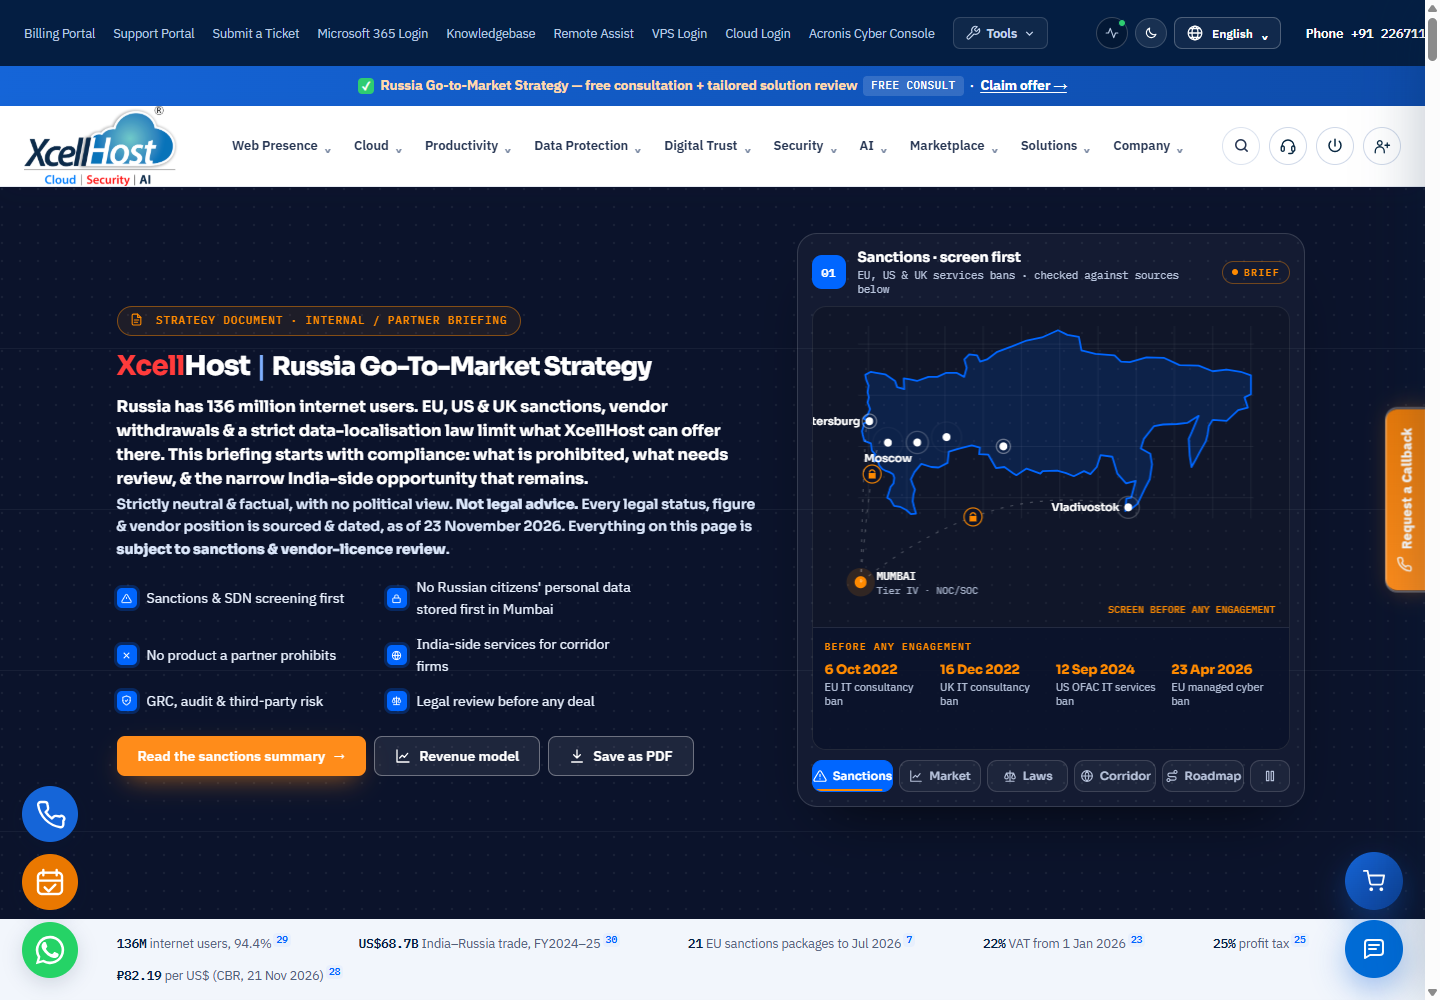 Billing Portal Support Portal Submit a Ticket Microsoft 365 Login Knowledgebase Remote Assist VPS Login Cloud Login Acronis Cyber Console Tools English Phone +91 226711
Russia Go-to-Market Strategy — free consultation + tailored solution review FREE CONSULT · Claim offer →
XcellHost ®
Cloud | Security | AI
Web Presence Cloud Productivity Data Protection Digital Trust Security AI Marketplace Solutions Company
STRATEGY DOCUMENT · INTERNAL / PARTNER BRIEFING
XcellHost | Russia Go-To-Market Strategy
Russia has 136 million internet users. EU, US & UK sanctions, vendor
withdrawals & a strict data-localisation law limit what XcellHost can offer
there. This briefing starts with compliance: what is prohibited, what needs
review, & the narrow India-side opportunity that remains.
Strictly neutral & factual, with no political view. Not legal advice. Every legal status, figure
& vendor position is sourced & dated, as of 23 November 2026. Everything on this page is
subject to sanctions & vendor-licence review.
Sanctions & SDN screening first
No Russian citizens' personal data
stored first in Mumbai
No product a partner prohibits
India-side services for corridor
firms
GRC, audit & third-party risk
Legal review before any deal
Read the sanctions summary →
Revenue model
Save as PDF
01
Sanctions · screen first
EU, US & UK services bans · checked against sources
below
BRIEF
tersburg
Moscow
Vladivostok
MUMBAI
Tier IV · NOC/SOC
SCREEN BEFORE ANY ENGAGEMENT
BEFORE ANY ENGAGEMENT
6 Oct 2022 16 Dec 2022 12 Sep 2024 23 Apr 2026
EU IT consultancy UK IT consultancy US OFAC IT services EU managed cyber
ban ban ban ban
Sanctions Market Laws Corridor Roadmap
Request a Callback
136M internet users, 94.4% 29 US$68.7B India–Russia trade, FY2024–25 30 21 EU sanctions packages to Jul 2026 7 22% VAT from 1 Jan 2026 23 25% profit tax 25
₽82.19 per US$ (CBR, 21 Nov 2026) 28